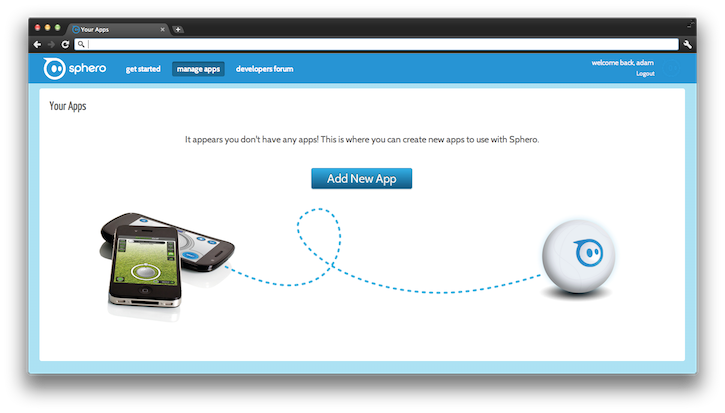 Your Apps
sphero
get started
manage apps
developers forum
welcome back, adam
Logout
Your Apps
It appears you don't have any apps! This is where you can create new apps to use with Sphero.
Add New App